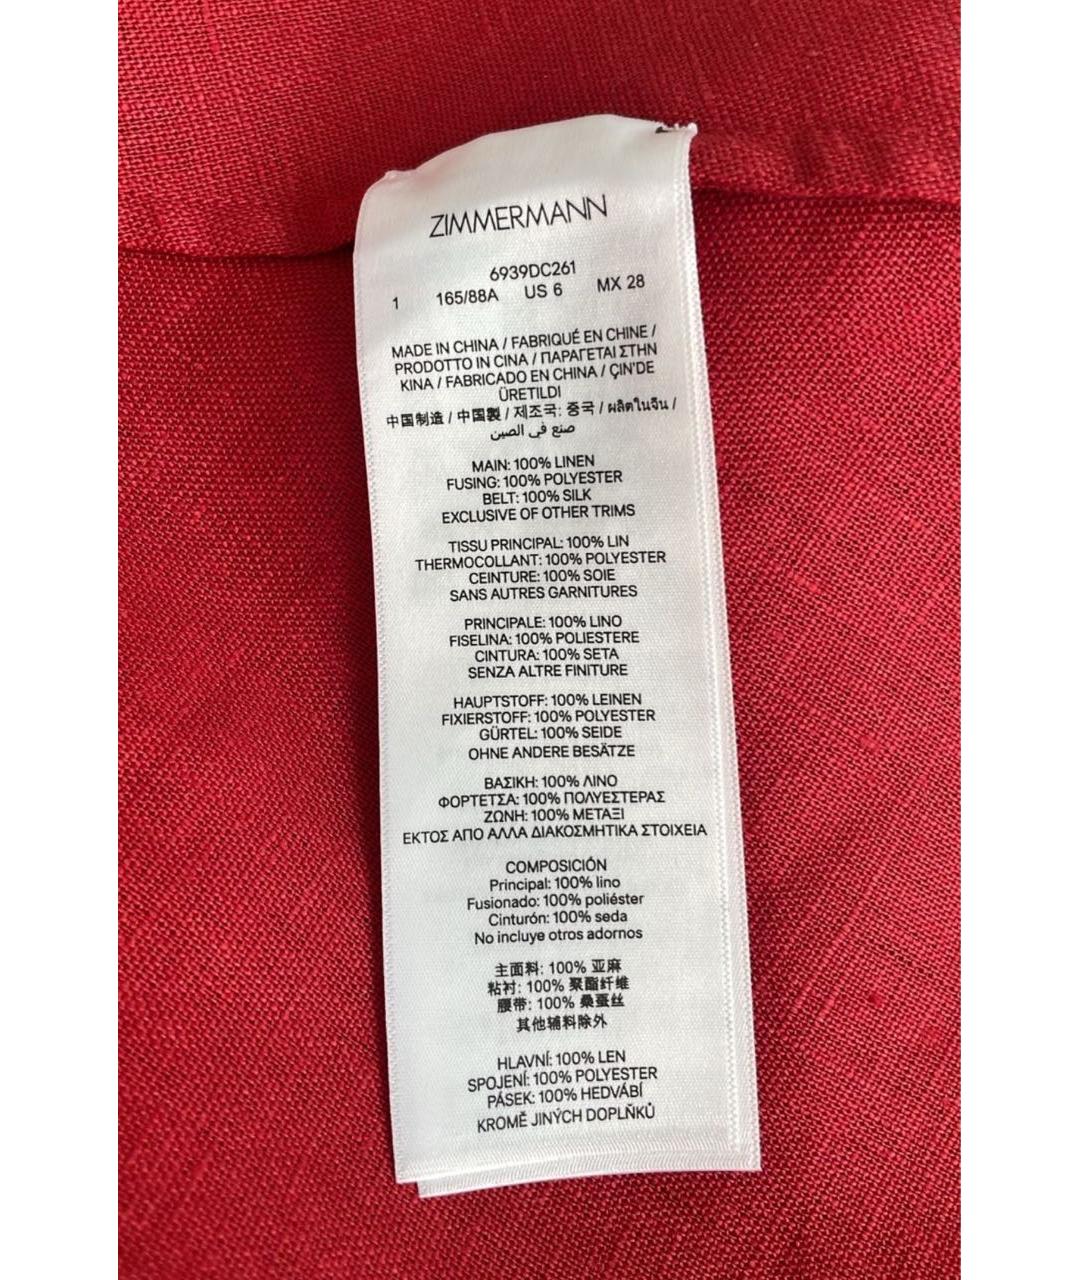 ZIMMERMANN
6939DC261
1 165/88A US 6 MX 28
MADE IN CHINA / FABRIQUÉ EN CHINE /
PRODOTTO IN CINA / ΠΑΡΑΓΕΤΑΙ ΣΤΗΝ
ΚΙΝΑ / FABRICADO EN CHINA / ÇIN'DE
ÜRETILDI
中国制造 / 中国製 / 제조국: 중국 / ผลิตในจีน /
صنع في الصين
MAIN: 100% LINEN
FUSING: 100% POLYESTER
BELT: 100% SILK
EXCLUSIVE OF OTHER TRIMS
TISSU PRINCIPAL: 100% LIN
THERMOCOLLANT: 100% POLYESTER
CEINTURE: 100% SOIE
SANS AUTRES GARNITURES
PRINCIPALE: 100% LINO
FISELINA: 100% POLIESTERE
CINTURA: 100% SETA
SENZA ALTRE FINITURE
HAUPTSTOFF: 100% LEINEN
FIXIERSTOFF: 100% POLYESTER
GÜRTEL: 100% SEIDE
OHNE ANDERE BESÄTZE
ΒΑΣΙΚΗ: 100% ΛΙΝΟ
ΦΟΡΤΕΤΣΑ: 100% ΠΟΛΥΕΣΤΕΡΑΣ
ΖΩΝΗ: 100% ΜΕΤΑΞΙ
ΕΚΤΟΣ ΑΠΟ ΑΛΛΑ ΔΙΑΚΟΣΜΗΤΙΚΑ ΣΤΟΙΧΕΙΑ
COMPOSICIÓN
Principal: 100% lino
Fusionado: 100% poliéster
Cinturón: 100% seda
No incluye otros adornos
主面料: 100% 亚麻
粘衬: 100% 聚酯纤维
腰带: 100% 桑蚕丝
其他辅料除外
HLAVNÍ: 100% LEN
SPOJENÍ: 100% POLYESTER
PÁSEK: 100% HEDVÁBÍ
KROMĚ JINÝCH DOPLŇKŮ